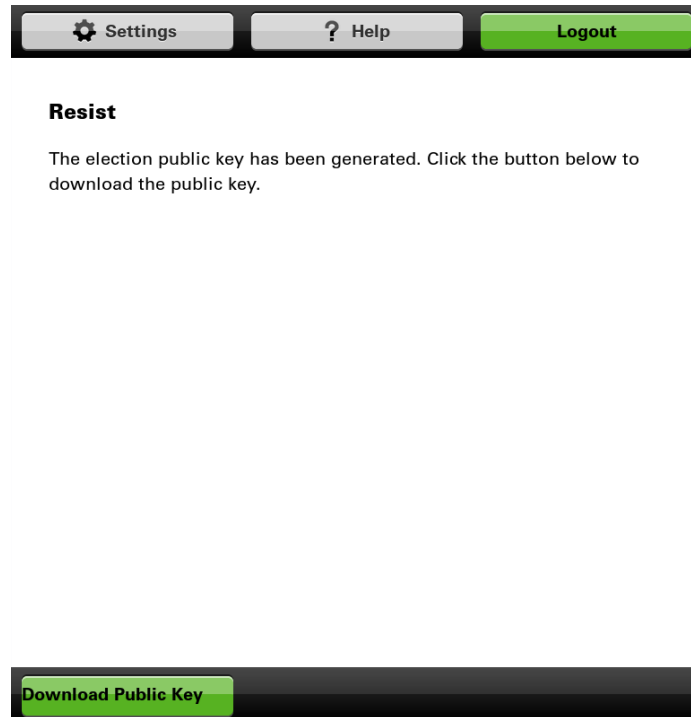 Settings
? Help
Logout
Resist
The election public key has been generated. Click the button below to
download the public key.
Download Public Key